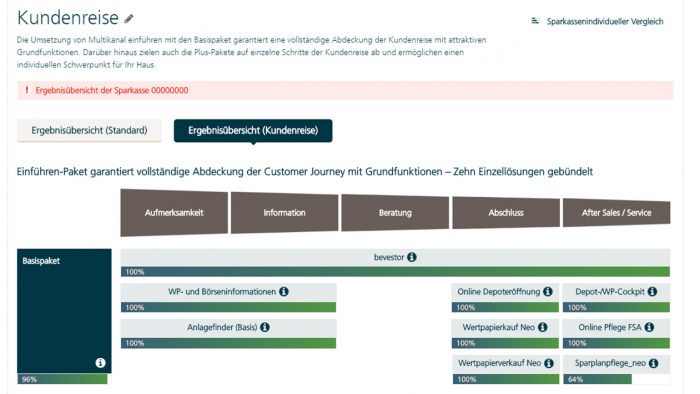 Kundenreise
Sparkassenindividueller Vergleich
Die Umsetzung von Multikanal einführen mit den Basispaket garantiert eine vollständige Abdeckung der Kundenreise mit attraktiven
Grundfunktionen. Darüber hinaus zielen auch die Plus-Pakete auf einzelne Schritte der Kundenreise ab und ermöglichen einen
individuellen Schwerpunkt für Ihr Haus.
! Ergebnisübersicht der Sparkasse 00000000
Ergebnisübersicht (Standard)
Ergebnisübersicht (Kundenreise)
Einführen-Paket garantiert vollständige Abdeckung der Customer Journey mit Grundfunktionen – Zehn Einzellösungen gebündelt
Aufmerksamkeit
Information
Beratung
Abschluss
After Sales / Service
Basispaket
96%
bevestor
100%
WP- und Börseninformationen
100%
Online Depoteröffnung
100%
Depot-/WP-Cockpit
100%
Anlagefinder (Basis)
100%
Wertpapierkauf Neo
100%
Online Pflege FSA
100%
Wertpapierverkauf Neo
100%
Sparplanpflege_neo
64%